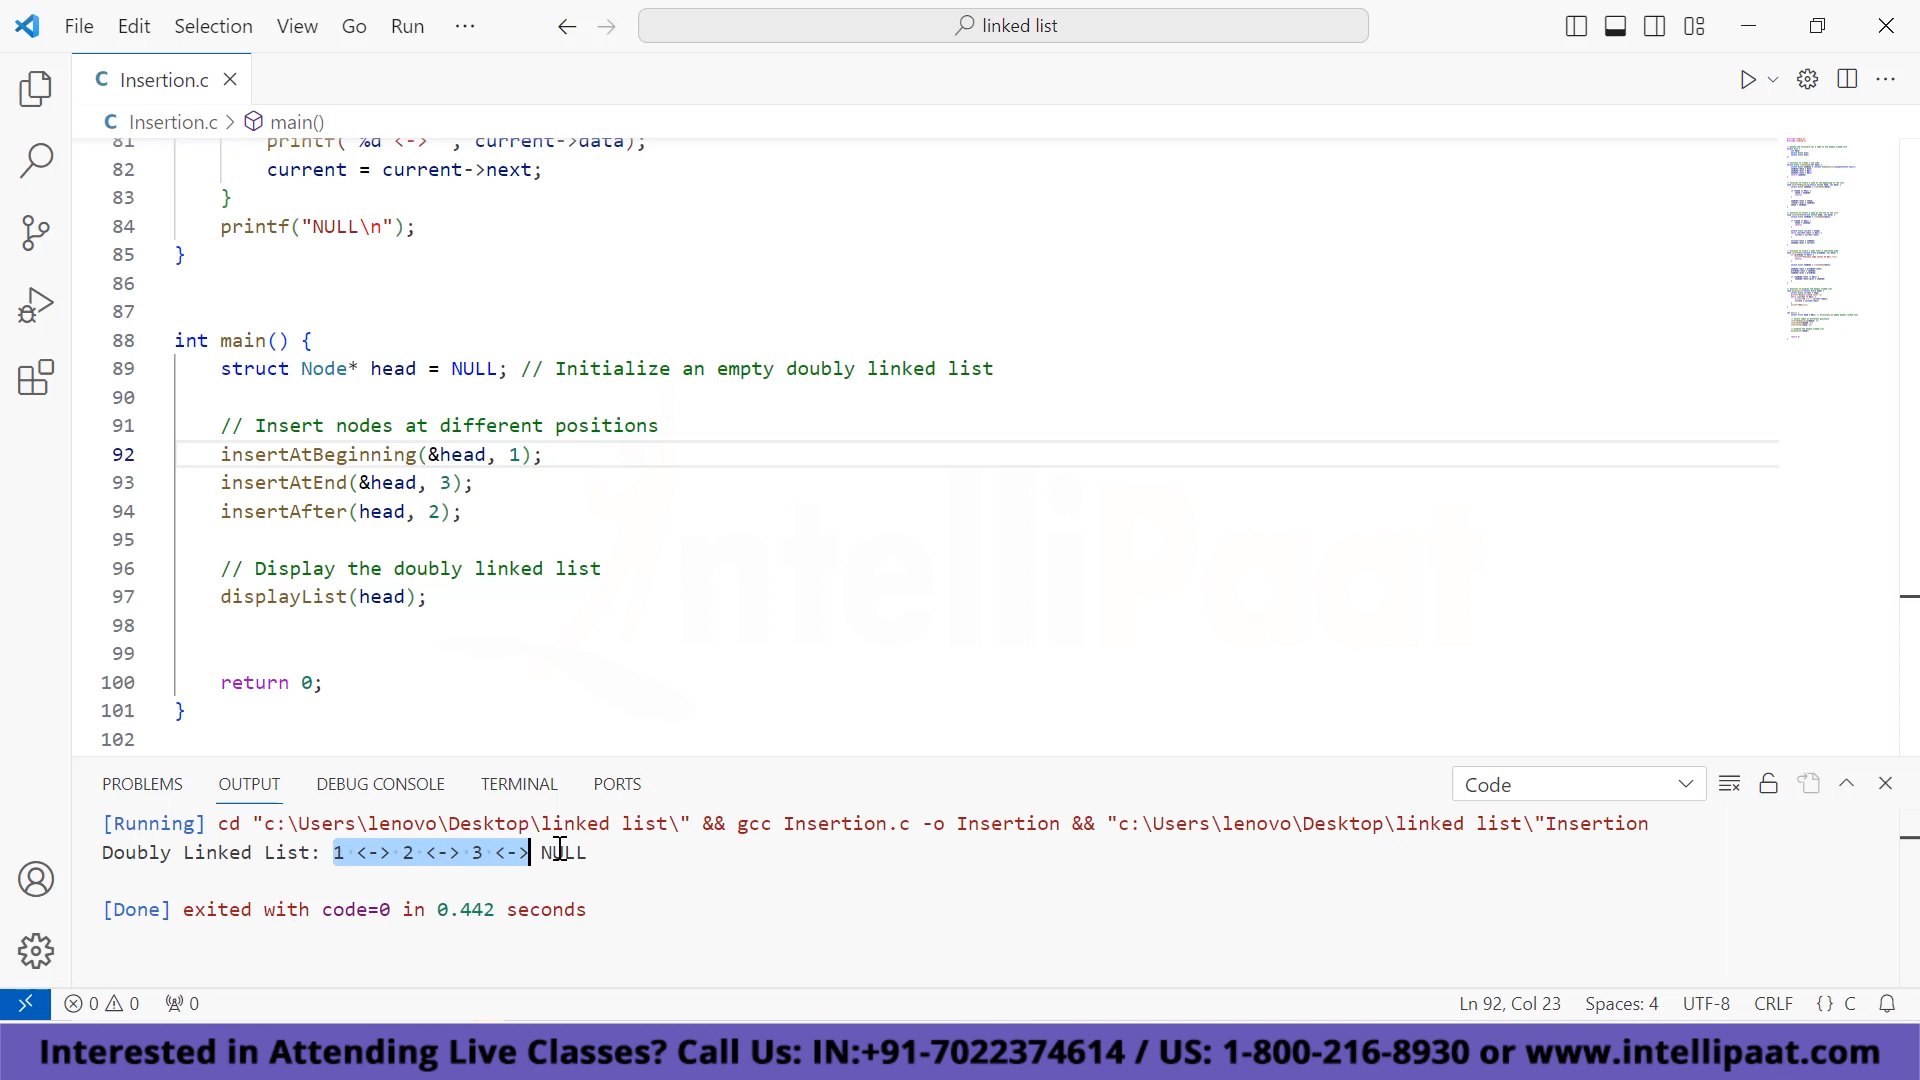 File Edit Selection View Go Run ··· linked list
C Insertion.c
C Insertion.c > main()
81 printf("%d <-> ", current->data);
82 current = current->next;
83 }
84 printf("NULL\n");
85 }
86
87
88 int main() {
89 struct Node* head = NULL; // Initialize an empty doubly linked list
90
91 // Insert nodes at different positions
92 insertAtBeginning(&head, 1);
93 insertAtEnd(&head, 3);
94 insertAfter(head, 2);
95
96 // Display the doubly linked list
97 displayList(head);
98
99
100 return 0;
101 }
102
IntelliPaat
PROBLEMS OUTPUT DEBUG CONSOLE TERMINAL PORTS Code
[Running] cd "c:\Users\lenovo\Desktop\linked list\" && gcc Insertion.c -o Insertion && "c:\Users\lenovo\Desktop\linked list\"Insertion
Doubly Linked List: 1 <-> 2 <-> 3 <-> NULL
[Done] exited with code=0 in 0.442 seconds
0 0 0 Ln 92, Col 23 Spaces: 4 UTF-8 CRLF {} C
Interested in Attending Live Classes? Call Us: IN:+91-7022374614 / US: 1-800-216-8930 or www.intellipaat.com